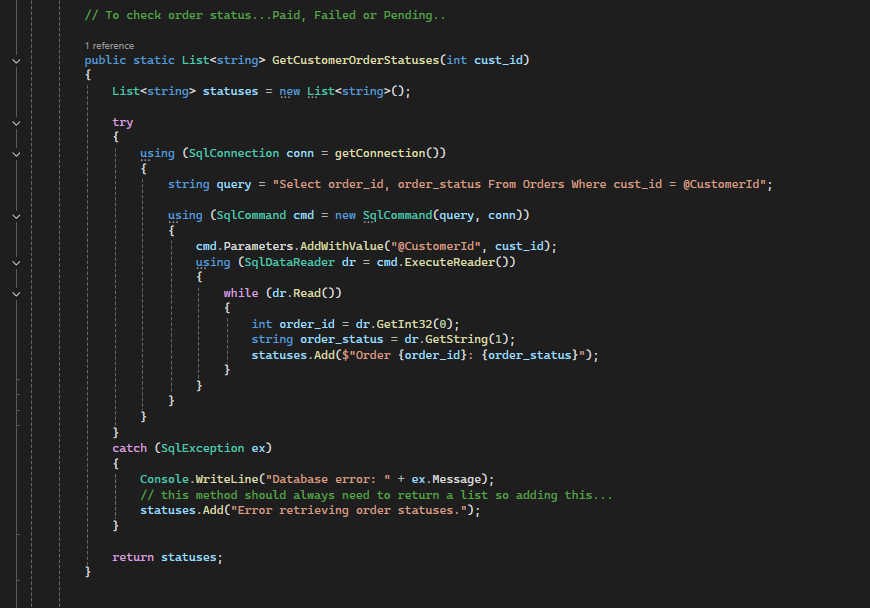 // To check order status...Paid, Failed or Pending..
1 reference
public static List<string> GetCustomerOrderStatuses(int cust_id)
{
List<string> statuses = new List<string>();
try
{
using (SqlConnection conn = getConnection())
{
string query = "Select order_id, order_status From Orders Where cust_id = @CustomerId";
using (SqlCommand cmd = new SqlCommand(query, conn))
{
cmd.Parameters.AddWithValue("@CustomerId", cust_id);
using (SqlDataReader dr = cmd.ExecuteReader())
{
while (dr.Read())
{
int order_id = dr.GetInt32(0);
string order_status = dr.GetString(1);
statuses.Add($"Order {order_id}: {order_status}");
}
}
}
}
}
catch (SqlException ex)
{
Console.WriteLine("Database error: " + ex.Message);
// this method should always need to return a list so adding this...
statuses.Add("Error retrieving order statuses.");
}
return statuses;
}